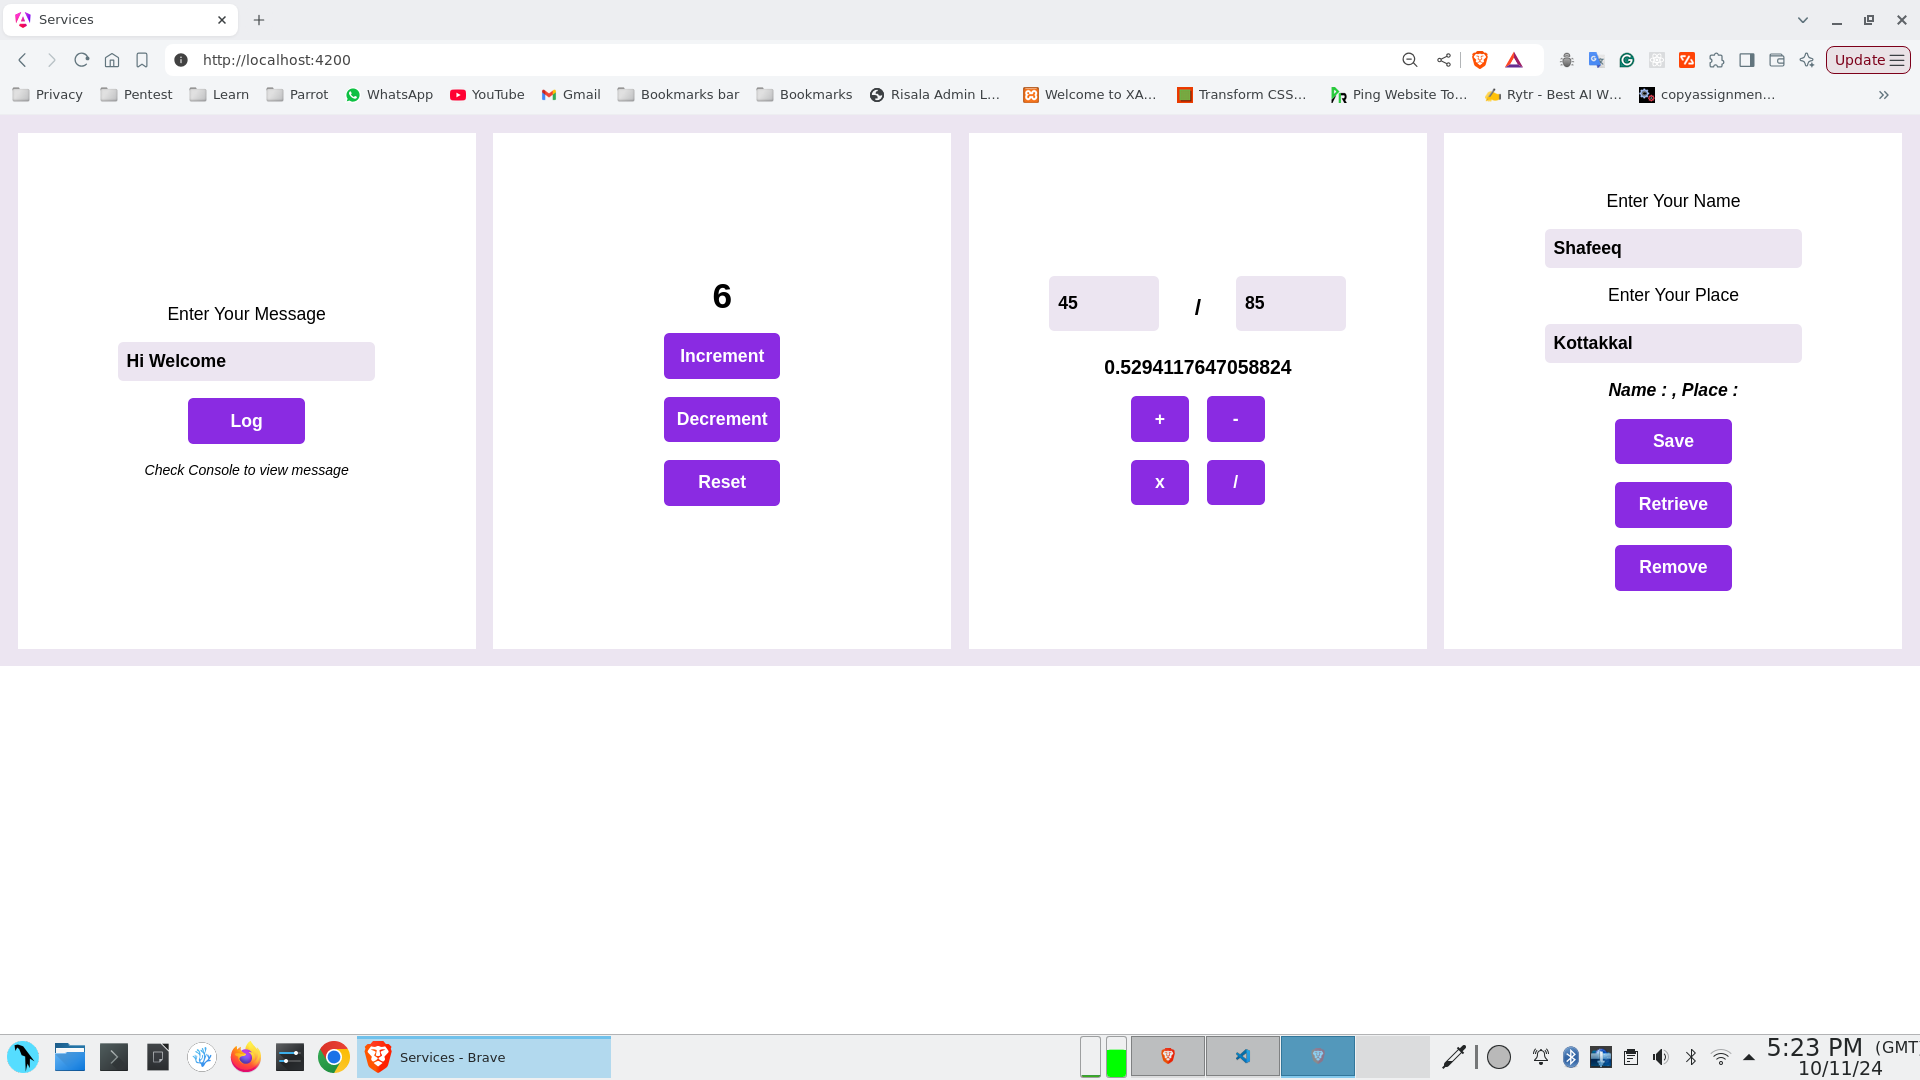 Services
http://localhost:4200
Update
Privacy
Pentest
Learn
Parrot
WhatsApp
YouTube
Gmail
Bookmarks bar
Bookmarks
Risala Admin L...
Welcome to XA...
Transform CSS...
Ping Website To...
Rytr - Best AI W...
copyassignmen...
Enter Your Message
Hi Welcome
Log
Check Console to view message
6
Increment
Decrement
Reset
45 / 85
0.5294117647058824
+ -
x /
Enter Your Name
Shafeeq
Enter Your Place
Kottakkal
Name : , Place :
Save
Retrieve
Remove
Services - Brave
5:23 PM (GMT
10/11/24